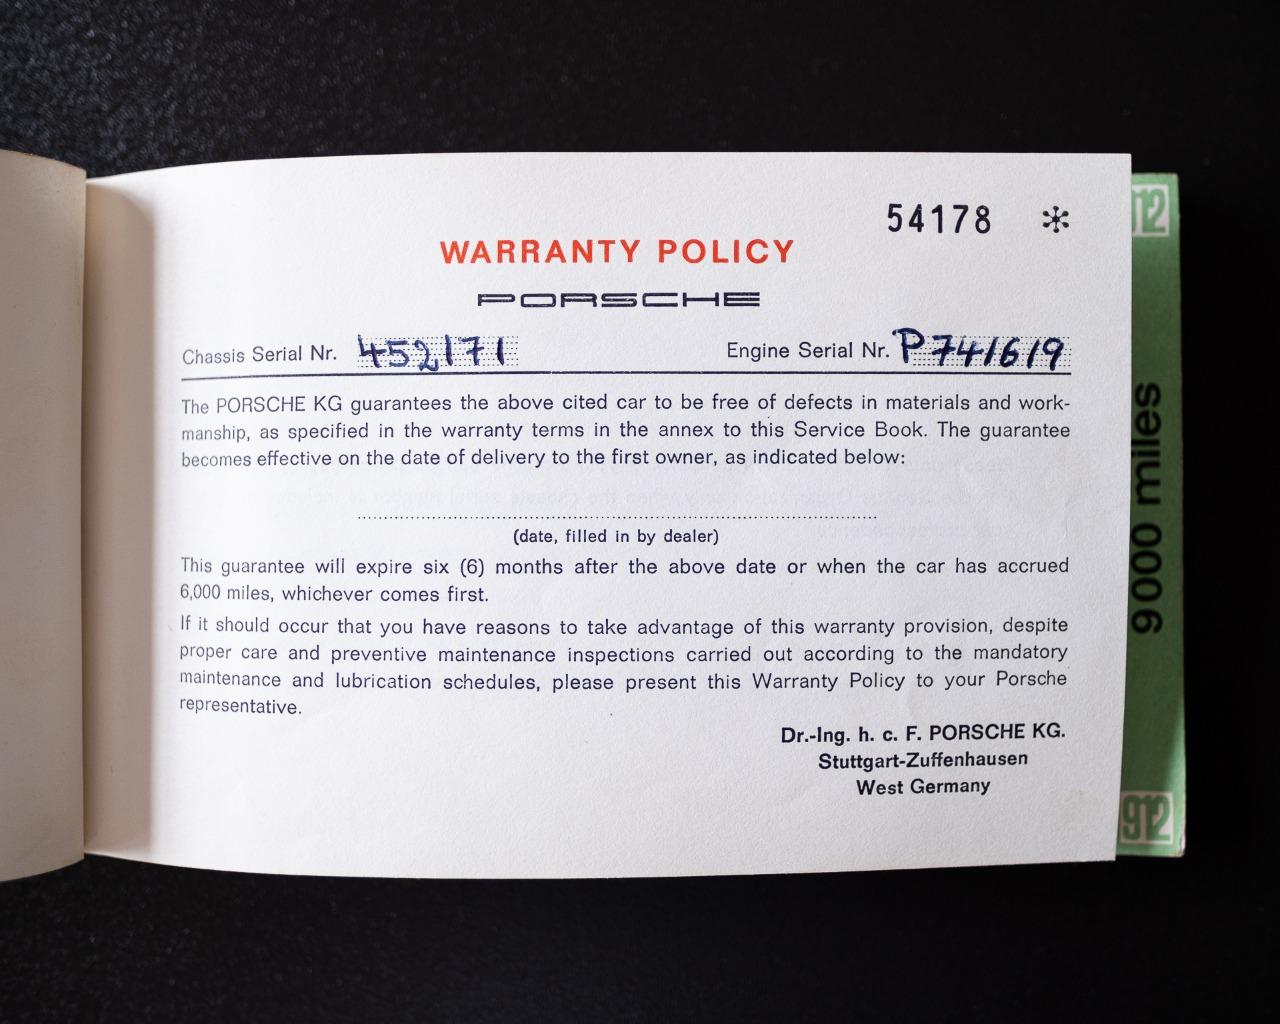 54178 *
WARRANTY POLICY
PORSCHE
Chassis Serial Nr. 452171 Engine Serial Nr. P741619
The PORSCHE KG guarantees the above cited car to be free of defects in materials and work-
manship, as specified in the warranty terms in the annex to this Service Book. The guarantee
becomes effective on the date of delivery to the first owner, as indicated below:
(date, filled in by dealer)
This guarantee will expire six (6) months after the above date or when the car has accrued
6,000 miles, whichever comes first.
If it should occur that you have reasons to take advantage of this warranty provision, despite
proper care and preventive maintenance inspections carried out according to the mandatory
maintenance and lubrication schedules, please present this Warranty Policy to your Porsche
representative.
Dr.-Ing. h. c. F. PORSCHE KG.
Stuttgart-Zuffenhausen
West Germany
12
9000 miles
912